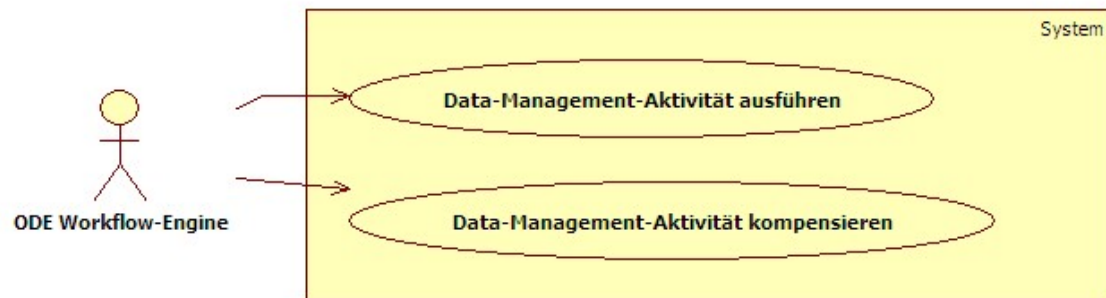 System
Data-Management-Aktivität ausführen
ODE Workflow-Engine
Data-Management-Aktivität kompensieren